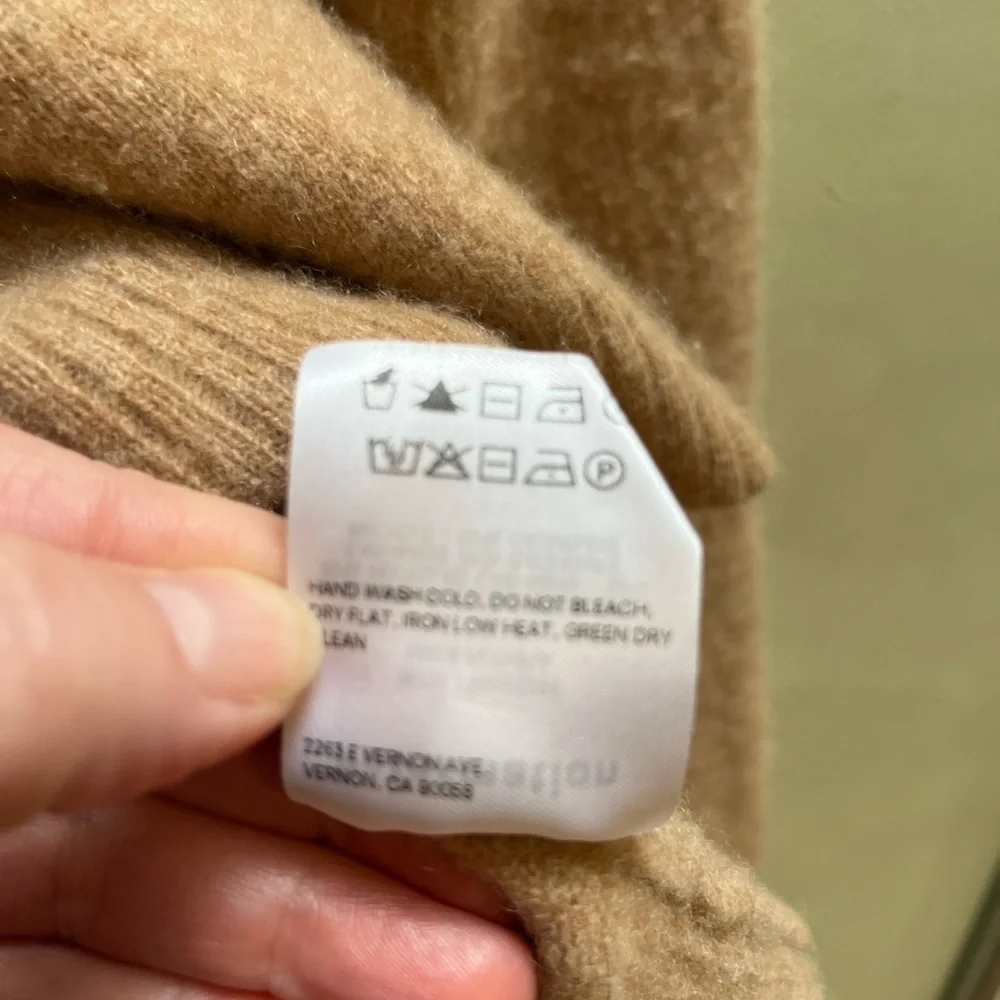 P
HAND WASH COLD, DO NOT BLEACH,
DRY FLAT, IRON LOW HEAT, GREEN DRY
CLEAN
2263 E VERNON AVE
VERNON, CA 90058